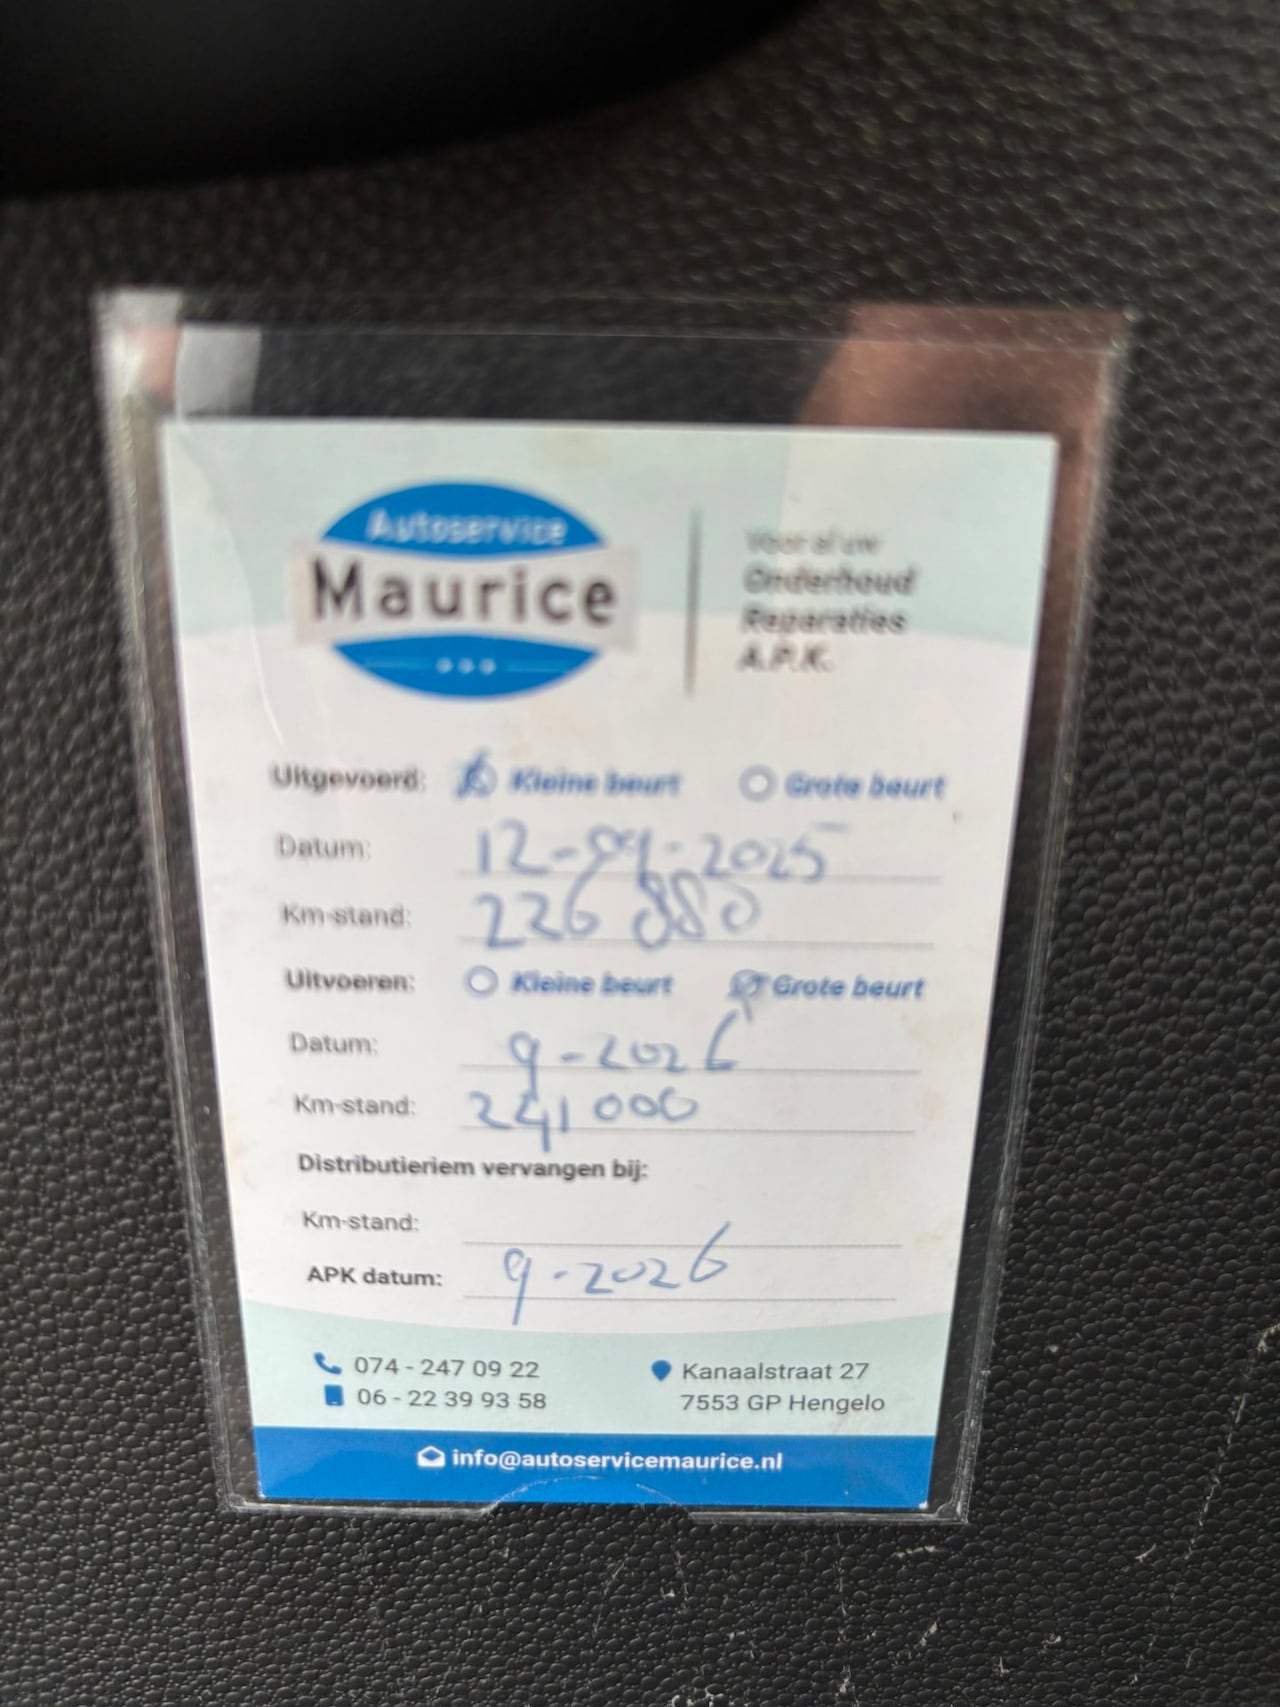 Autoservice
Maurice
Voor al uw
Onderhoud
Reparaties
A.P.K.
Uitgevoerd: Kleine beurt Grote beurt
Datum: 12-09-2025
Km-stand: 226 880
Uitvoeren: Kleine beurt Grote beurt
Datum: 9-2026
Km-stand: 241 000
Distributieriem vervangen bij:
Km-stand:
APK datum: 9-2026
074 - 247 09 22
06 - 22 39 93 58
Kanaalstraat 27
7553 GP Hengelo
info@autoservicemaurice.nl